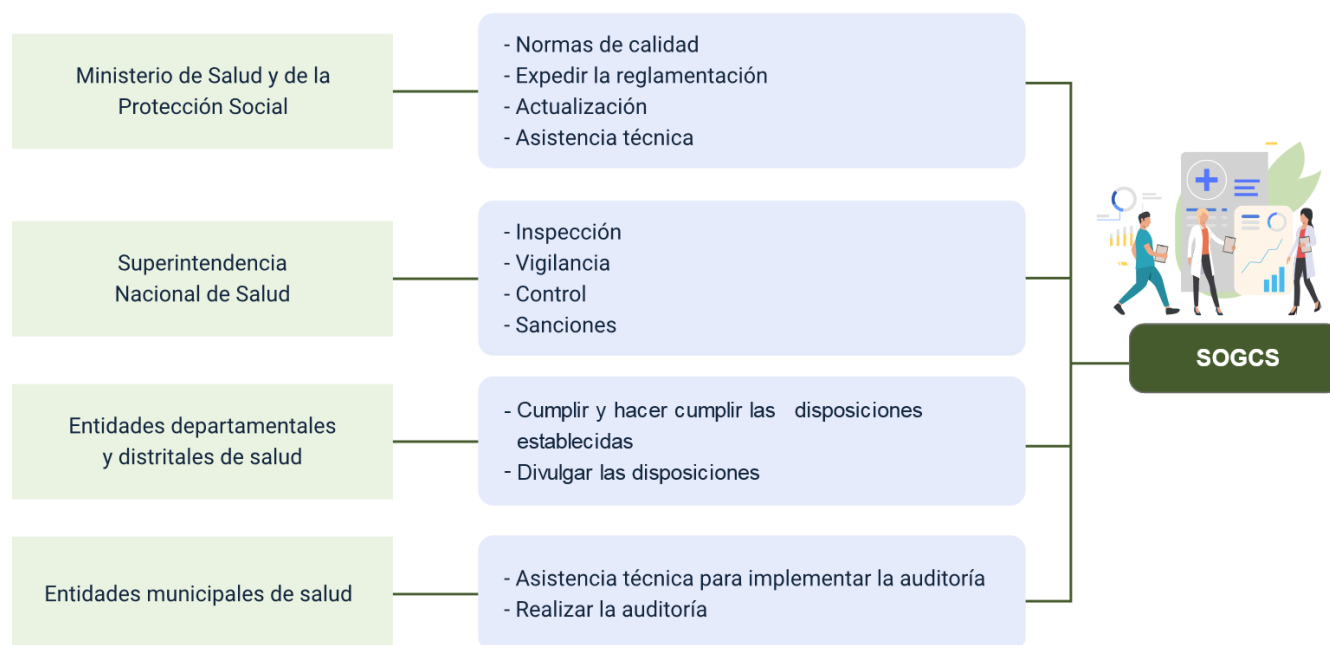 Ministerio de Salud y de la
Protección Social
- Normas de calidad
- Expedir la reglamentación
- Actualización
- Asistencia técnica
Superintendencia
Nacional de Salud
- Inspección
- Vigilancia
- Control
- Sanciones
Entidades departamentales
y distritales de salud
- Cumplir y hacer cumplir las disposiciones
establecidas
- Divulgar las disposiciones
Entidades municipales de salud
- Asistencia técnica para implementar la auditoría
- Realizar la auditoría
SOGCS